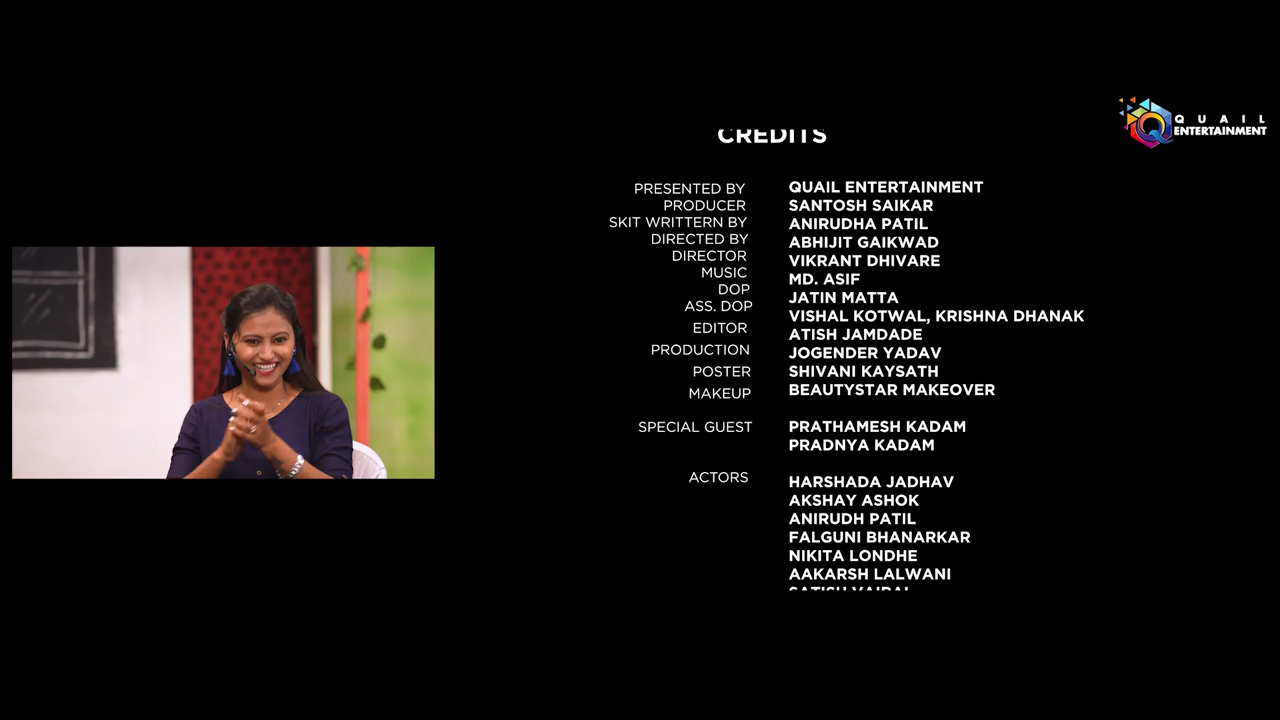 CREDITS
QUAIL
ENTERTAINMENT
PRESENTED BY QUAIL ENTERTAINMENT
PRODUCER SANTOSH SAIKAR
SKIT WRITTERN BY ANIRUDHA PATIL
DIRECTED BY ABHIJIT GAIKWAD
DIRECTOR VIKRANT DHIVARE
MUSIC MD. ASIF
DOP JATIN MATTA
ASS. DOP VISHAL KOTWAL, KRISHNA DHANAK
EDITOR ATISH JAMDADE
PRODUCTION JOGENDER YADAV
POSTER SHIVANI KAYSATH
MAKEUP BEAUTYSTAR MAKEOVER
SPECIAL GUEST PRATHAMESH KADAM
PRADNYA KADAM
ACTORS HARSHADA JADHAV
AKSHAY ASHOK
ANIRUDH PATIL
FALGUNI BHANARKAR
NIKITA LONDHE
AAKARSH LALWANI